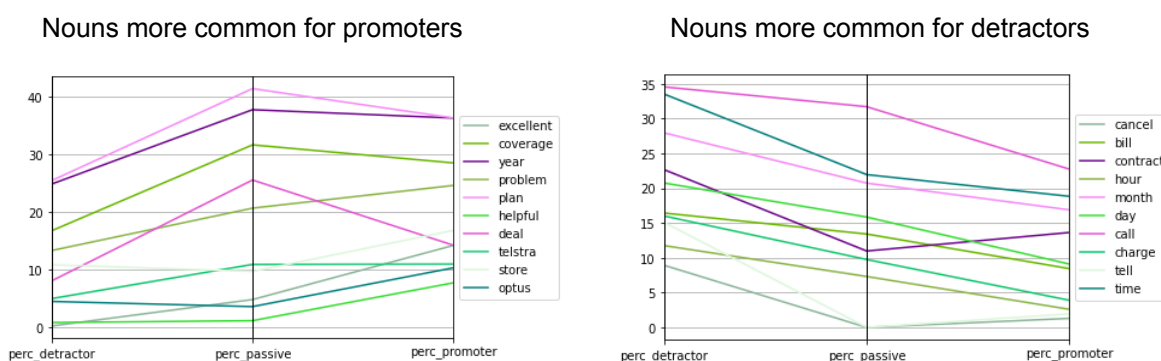 Nouns more common for promoters
40
30
20
10
0
perc_detractor
perc_passive
perc_promoter
excellent
coverage
year
problem
plan
helpful
deal
telstra
store
optus
Nouns more common for detractors
35
30
25
20
15
10
5
0
perc_detractor
perc_passive
perc_promoter
cancel
bill
contract
hour
month
day
call
charge
tell
time